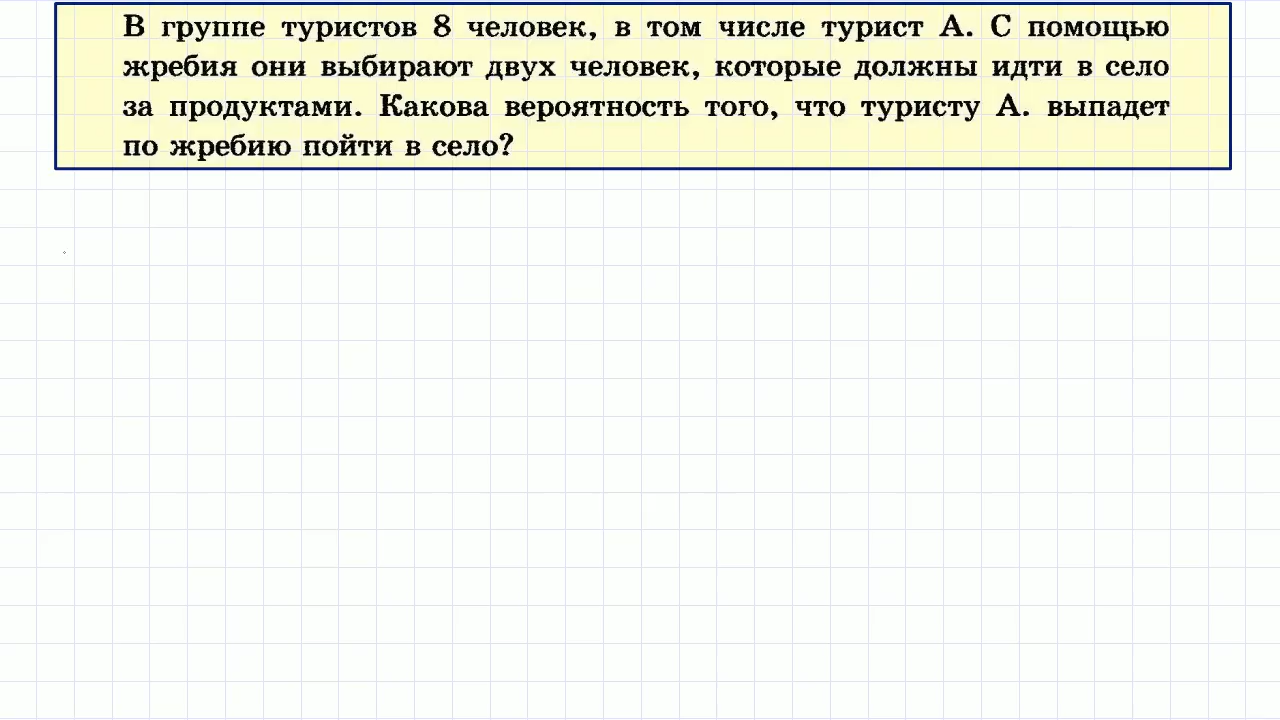 В группе туристов 8 человек, в том числе турист А. С помощью
жребия они выбирают двух человек, которые должны идти в село
за продуктами. Какова вероятность того, что туристу А. выпадет
по жребию пойти в село?